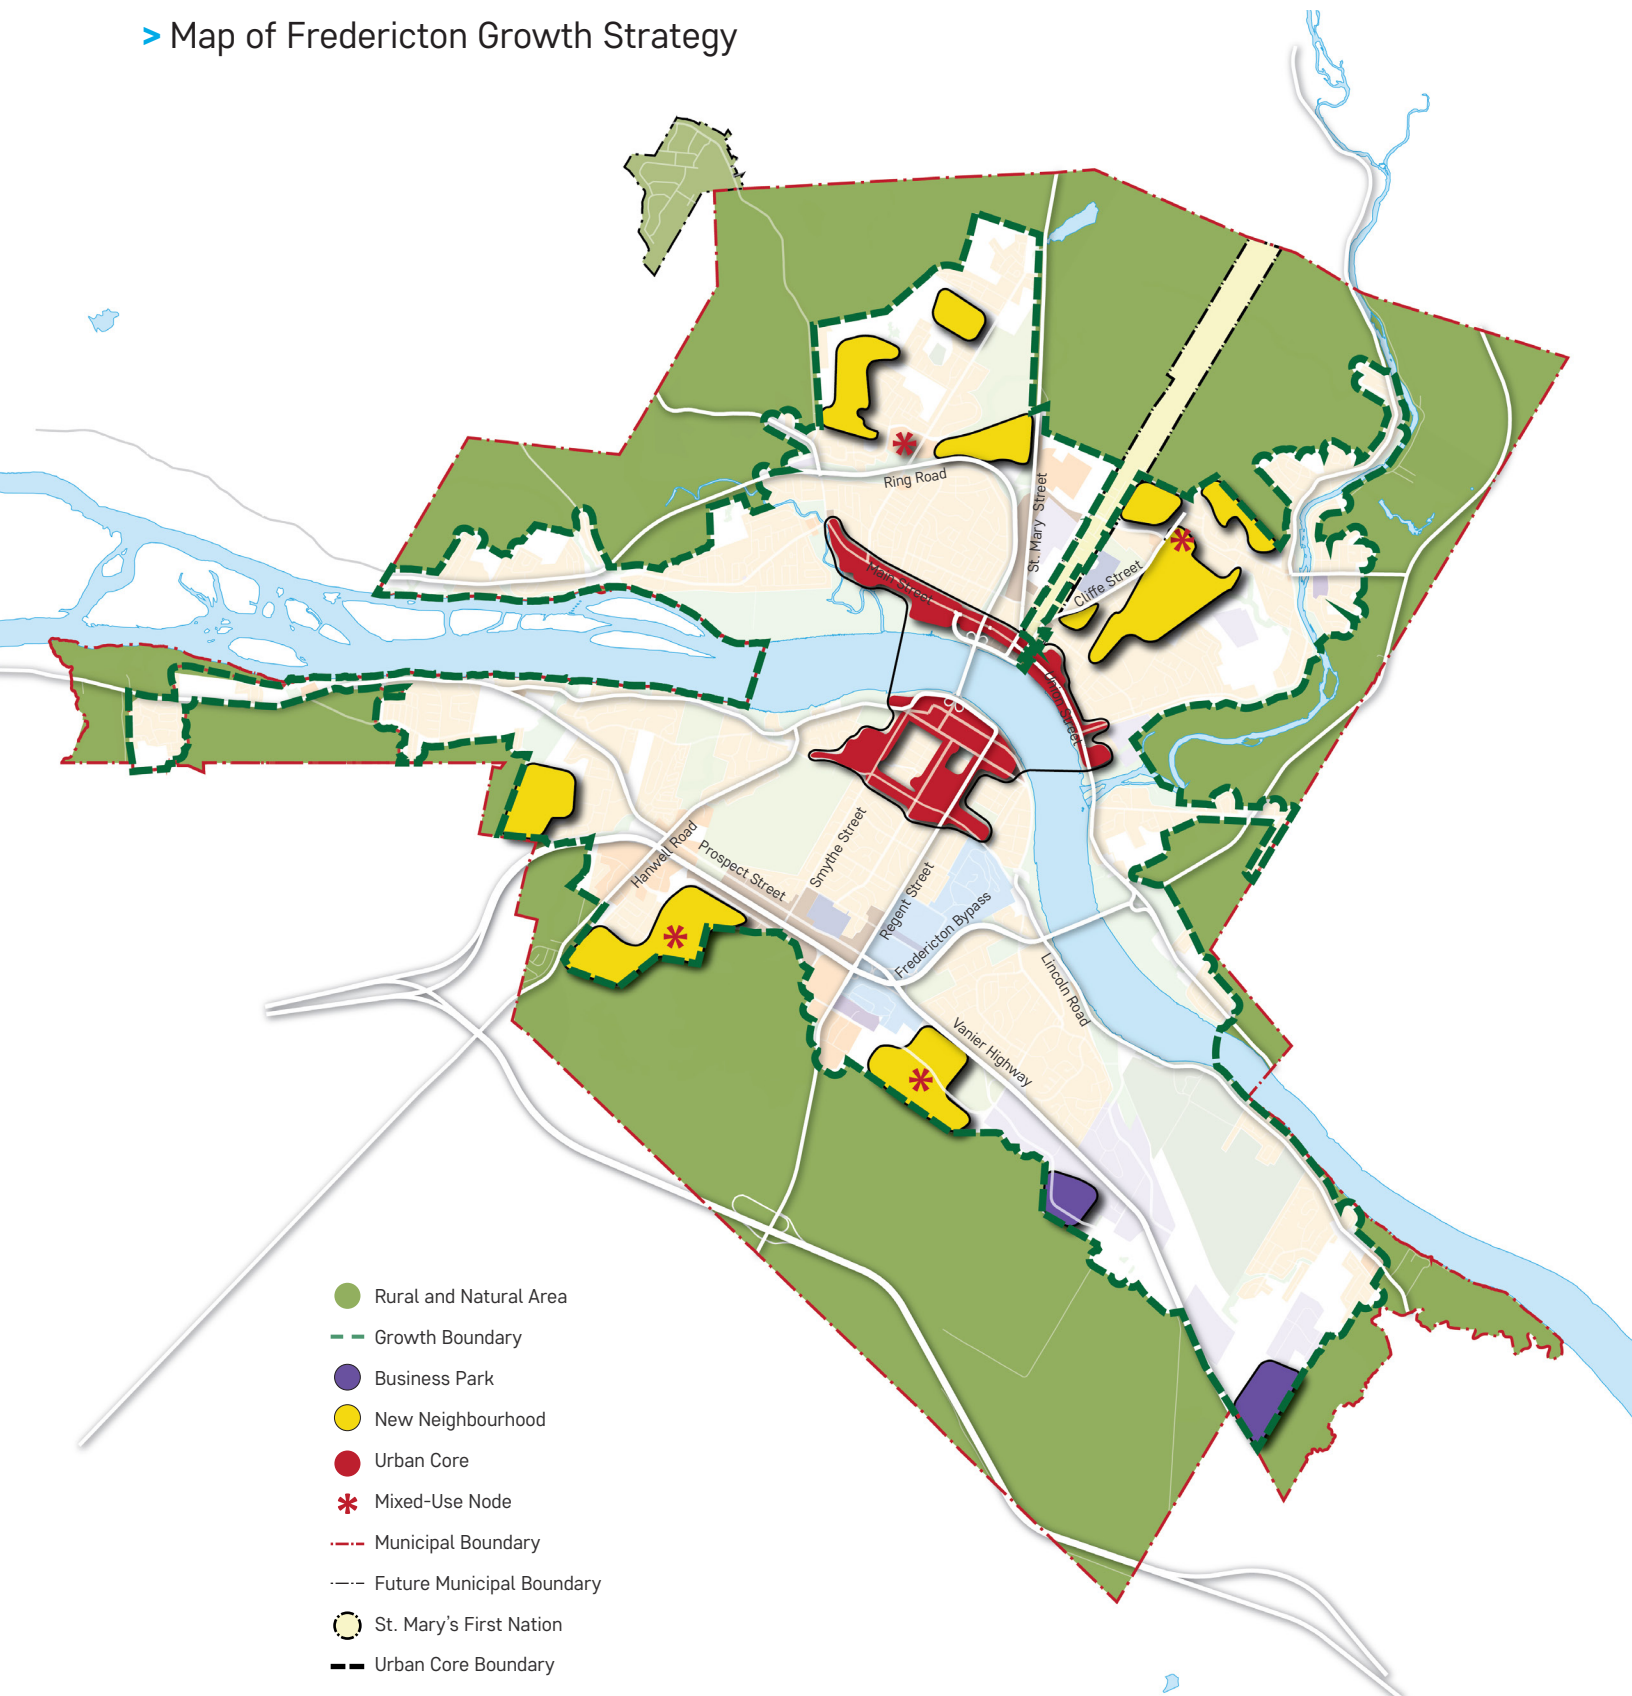 > Map of Fredericton Growth Strategy
Ring Road
St. Mary Street
Main Street
Cliffe Street
Union Street
Hanwell Road
Prospect Street
Smythe Street
Regent Street
Fredericton Bypass
Lincoln Road
Vanier Highway
Rural and Natural Area
Growth Boundary
Business Park
New Neighbourhood
Urban Core
Mixed-Use Node
Municipal Boundary
Future Municipal Boundary
St. Mary's First Nation
Urban Core Boundary